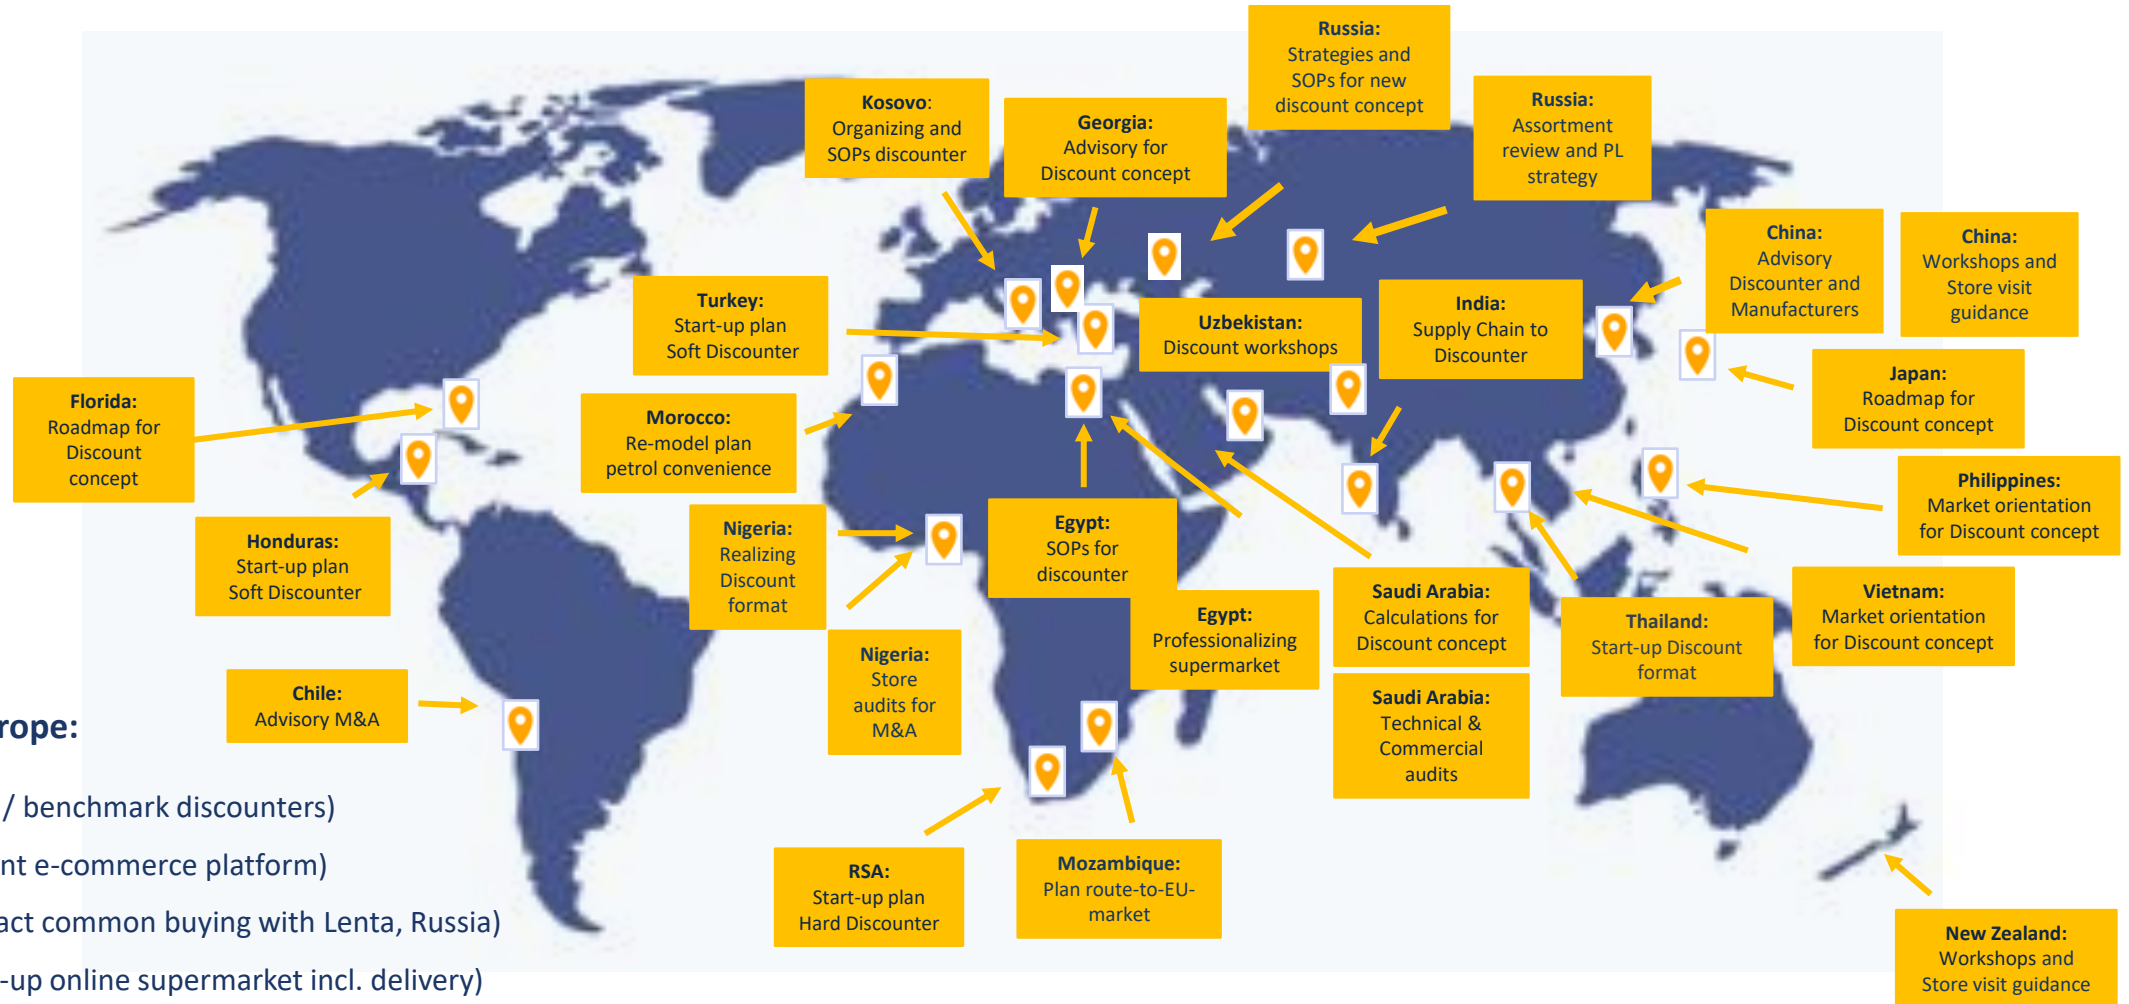 Russia:
Strategies and
SOPs for new
discount concept
Russia:
Assortment
review and PL
strategy
Kosovo:
Organizing and
SOPs discounter
Georgia:
Advisory for
Discount concept
China:
Advisory
Discounter and
Manufacturers
China:
Workshops and
Store visit
guidance
Turkey:
Start-up plan
Soft Discounter
Uzbekistan:
Discount workshops
India:
Supply Chain to
Discounter
Florida:
Roadmap for
Discount
concept
Morocco:
Re-model plan
petrol convenience
Japan:
Roadmap for
Discount concept
Philippines:
Market orientation
for Discount concept
Honduras:
Start-up plan
Soft Discounter
Nigeria:
Realizing
Discount
format
Egypt:
SOPs for
discounter
Saudi Arabia:
Calculations for
Discount concept
Thailand:
Start-up Discount
format
Vietnam:
Market orientation
for Discount concept
Egypt:
Professionalizing
supermarket
Nigeria:
Store
audits for
M&A
Chile:
Advisory M&A
Saudi Arabia:
Technical &
Commercial
audits
RSA:
Start-up plan
Hard Discounter
Mozambique:
Plan route-to-EU-
market
New Zealand:
Workshops and
Store visit guidance
rope:
/ benchmark discounters)
nt e-commerce platform)
act common buying with Lenta, Russia)
-up online supermarket incl. delivery)